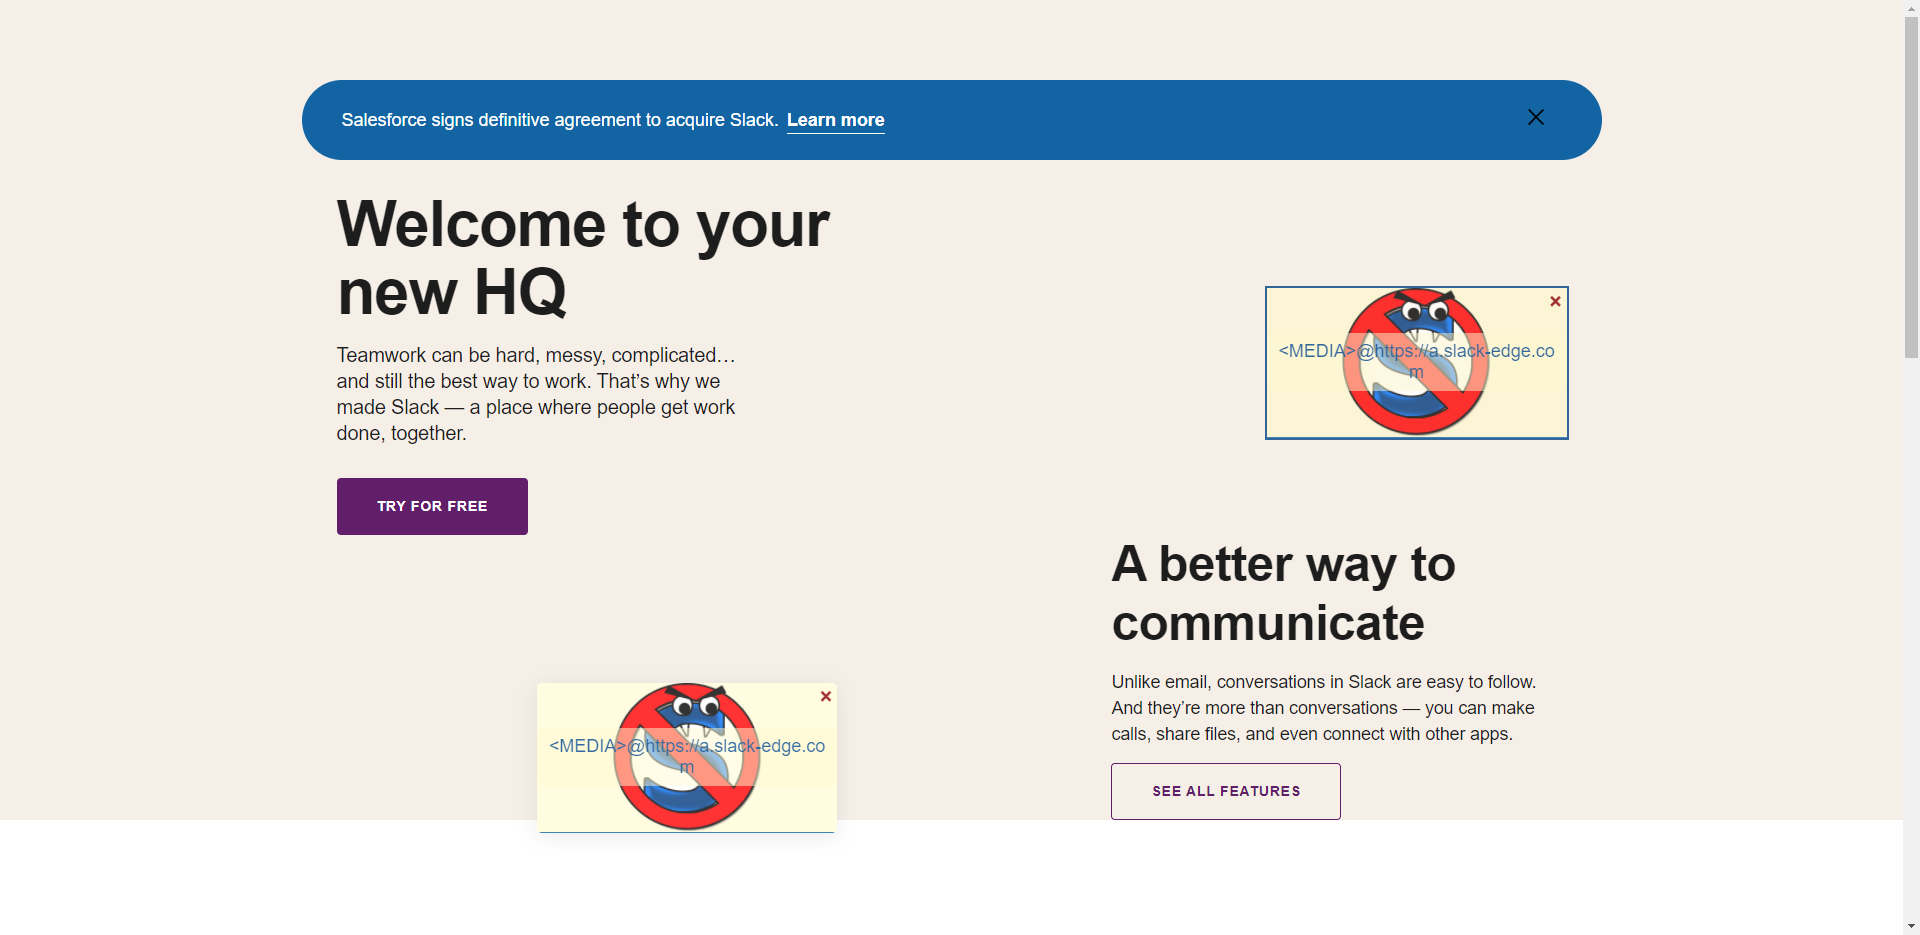 Salesforce signs definitive agreement to acquire Slack. Learn more
Welcome to your
new HQ
Teamwork can be hard, messy, complicated…
and still the best way to work. That’s why we
made Slack — a place where people get work
done, together.
TRY FOR FREE
<MEDIA>@https://a.slack-edge.co
m
A better way to
communicate
Unlike email, conversations in Slack are easy to follow.
And they’re more than conversations — you can make
calls, share files, and even connect with other apps.
SEE ALL FEATURES
<MEDIA>@https://a.slack-edge.co
m